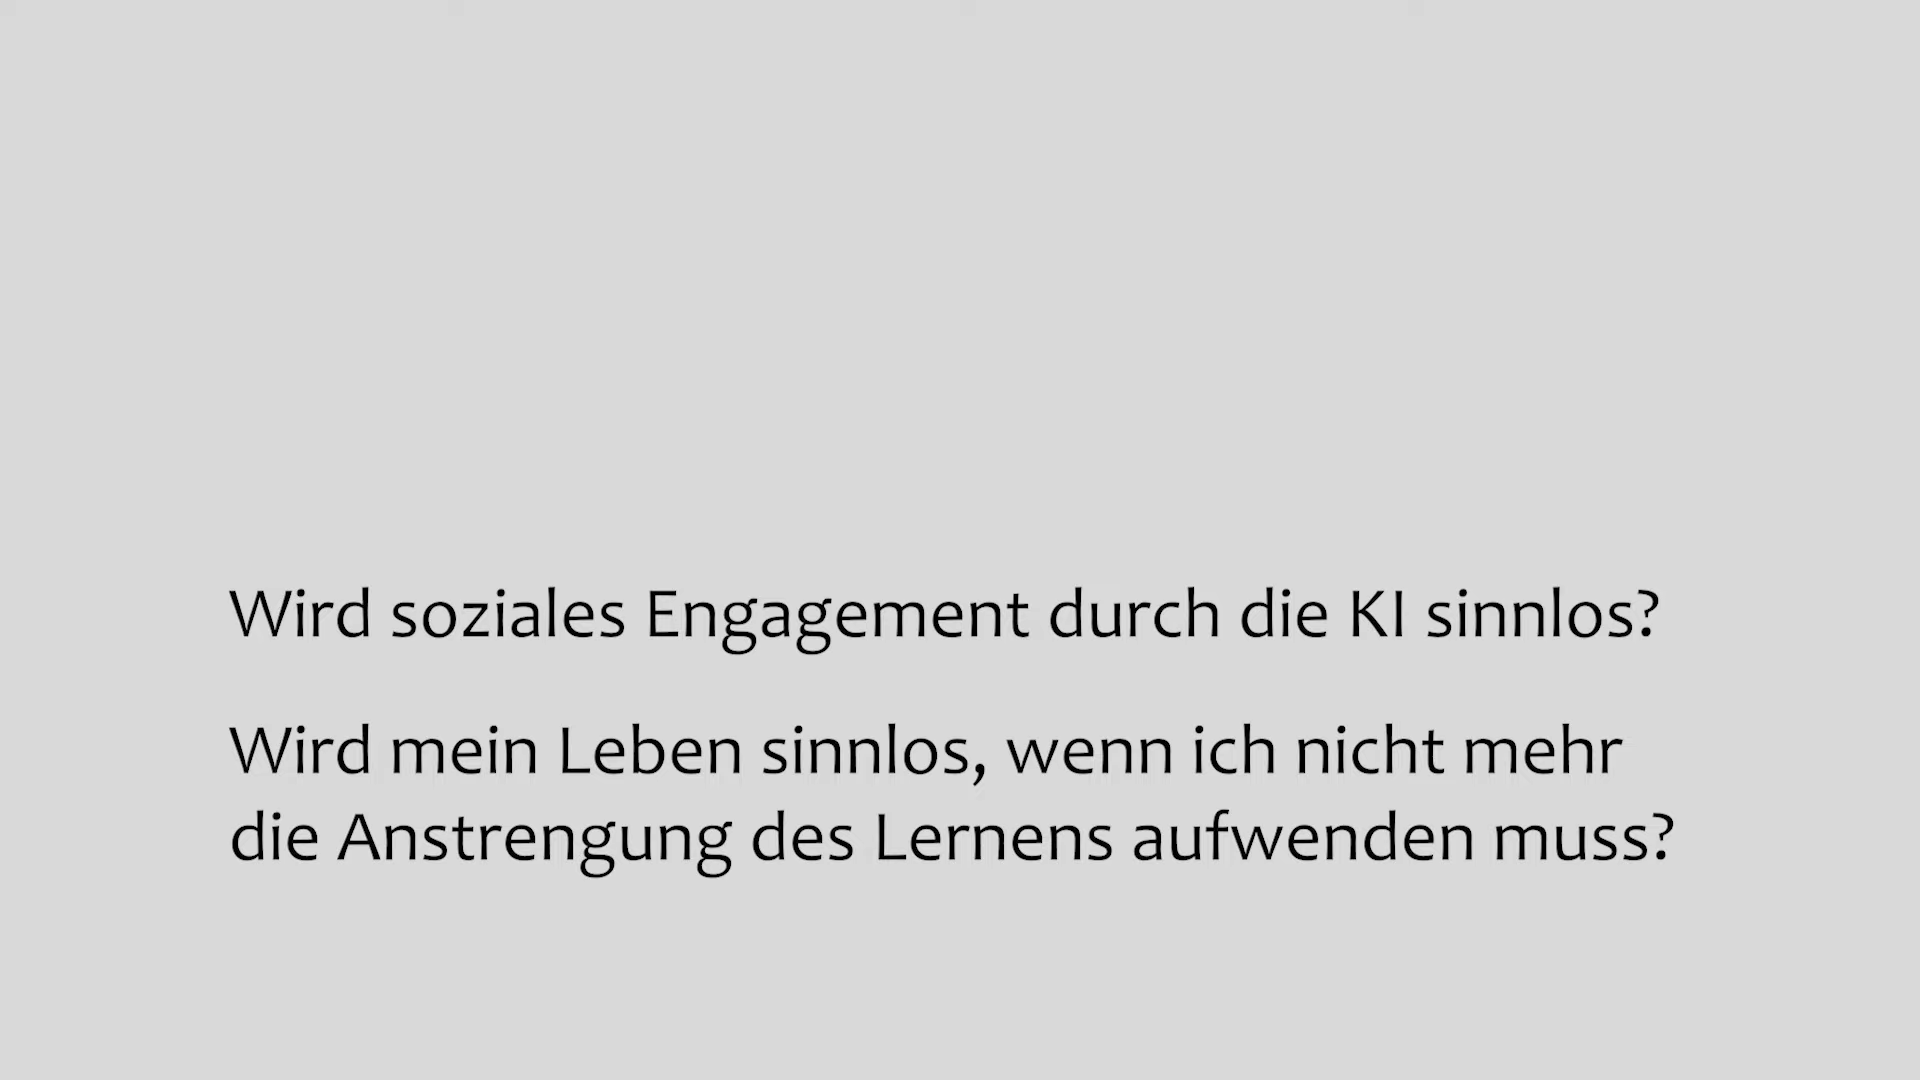 Wird soziales Engagement durch die KI sinnlos?
Wird mein Leben sinnlos, wenn ich nicht mehr
die Anstrengung des Lernens aufwenden muss?